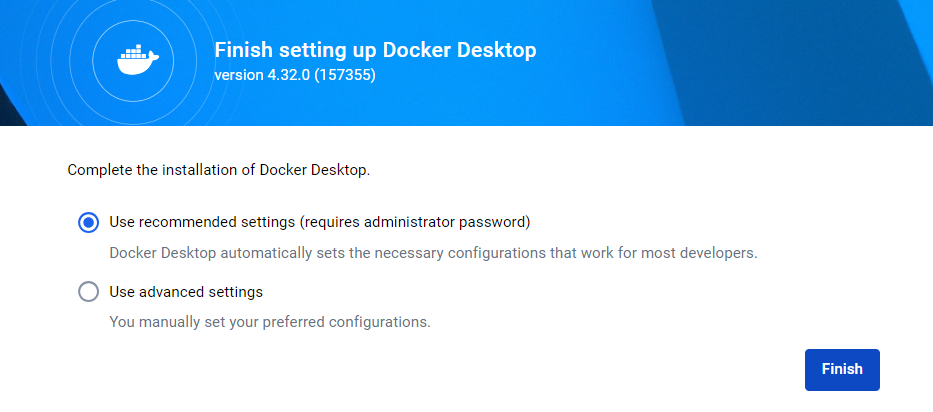 Finish setting up Docker Desktop
version 4.32.0 (157355)
Complete the installation of Docker Desktop.
Use recommended settings (requires administrator password)
Docker Desktop automatically sets the necessary configurations that work for most developers.
Use advanced settings
You manually set your preferred configurations.
Finish